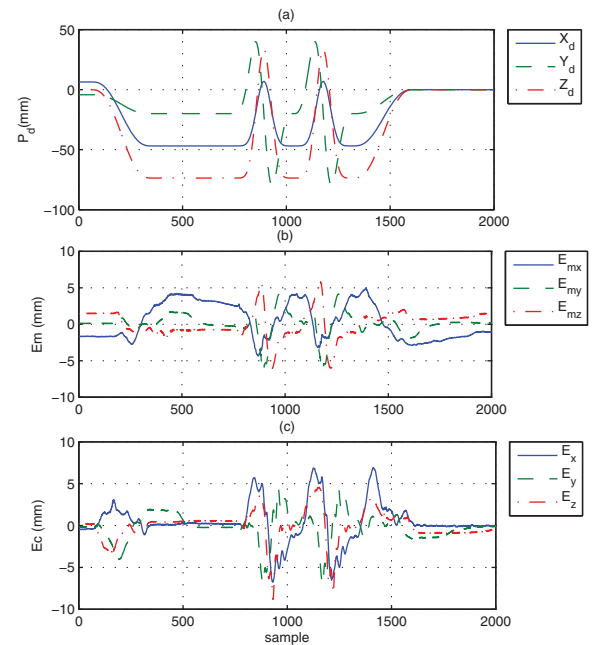 (a)
P_d(mm)
50
0
−50
−100
0 500 1000 1500 2000
X_d
Y_d
Z_d
(b)
Em (mm)
10
5
0
−5
−10
0 500 1000 1500 2000
E_mx
E_my
E_mz
(c)
Ec (mm)
10
5
0
−5
−10
0 500 1000 1500 2000
sample
E_x
E_y
E_z